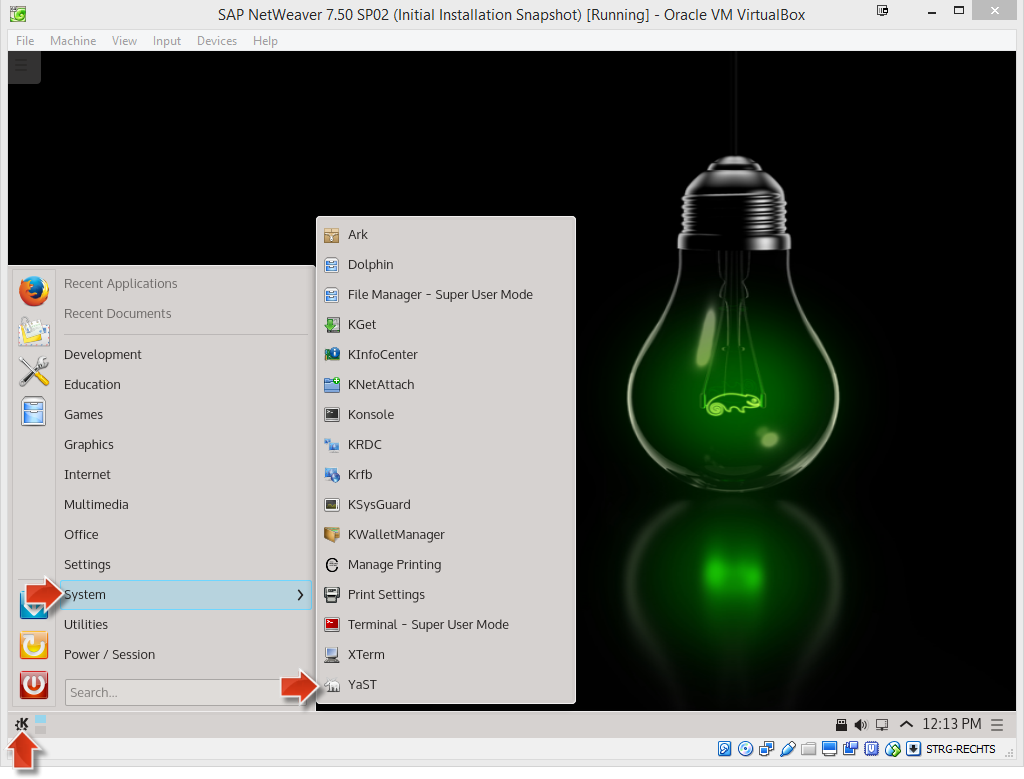 SAP NetWeaver 7.50 SP02 (Initial Installation Snapshot) [Running] - Oracle VM VirtualBox
File Machine View Input Devices Help
Recent Applications
Recent Documents
Development
Education
Games
Graphics
Internet
Multimedia
Office
Settings
System
Utilities
Power / Session
Search...
Ark
Dolphin
File Manager - Super User Mode
KGet
KInfoCenter
KNetAttach
Konsole
KRDC
Krfb
KSysGuard
KWalletManager
Manage Printing
Print Settings
Terminal - Super User Mode
XTerm
YaST
12:13 PM
STRG-RECHTS